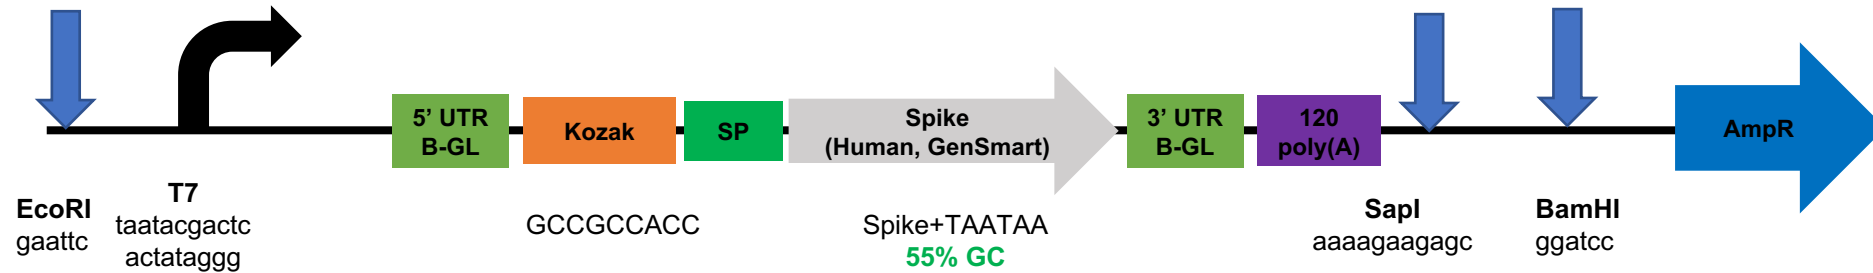 5' UTR
B-GL
Kozak
SP
Spike
(Human, GenSmart)
3' UTR
B-GL
120
poly(A)
AmpR
EcoRI
gaattc
T7
taatacgactc
actataggg
GCCGCCACC
Spike+TAATAA
55% GC
SapI
aaaagaagagc
BamHI
ggatcc